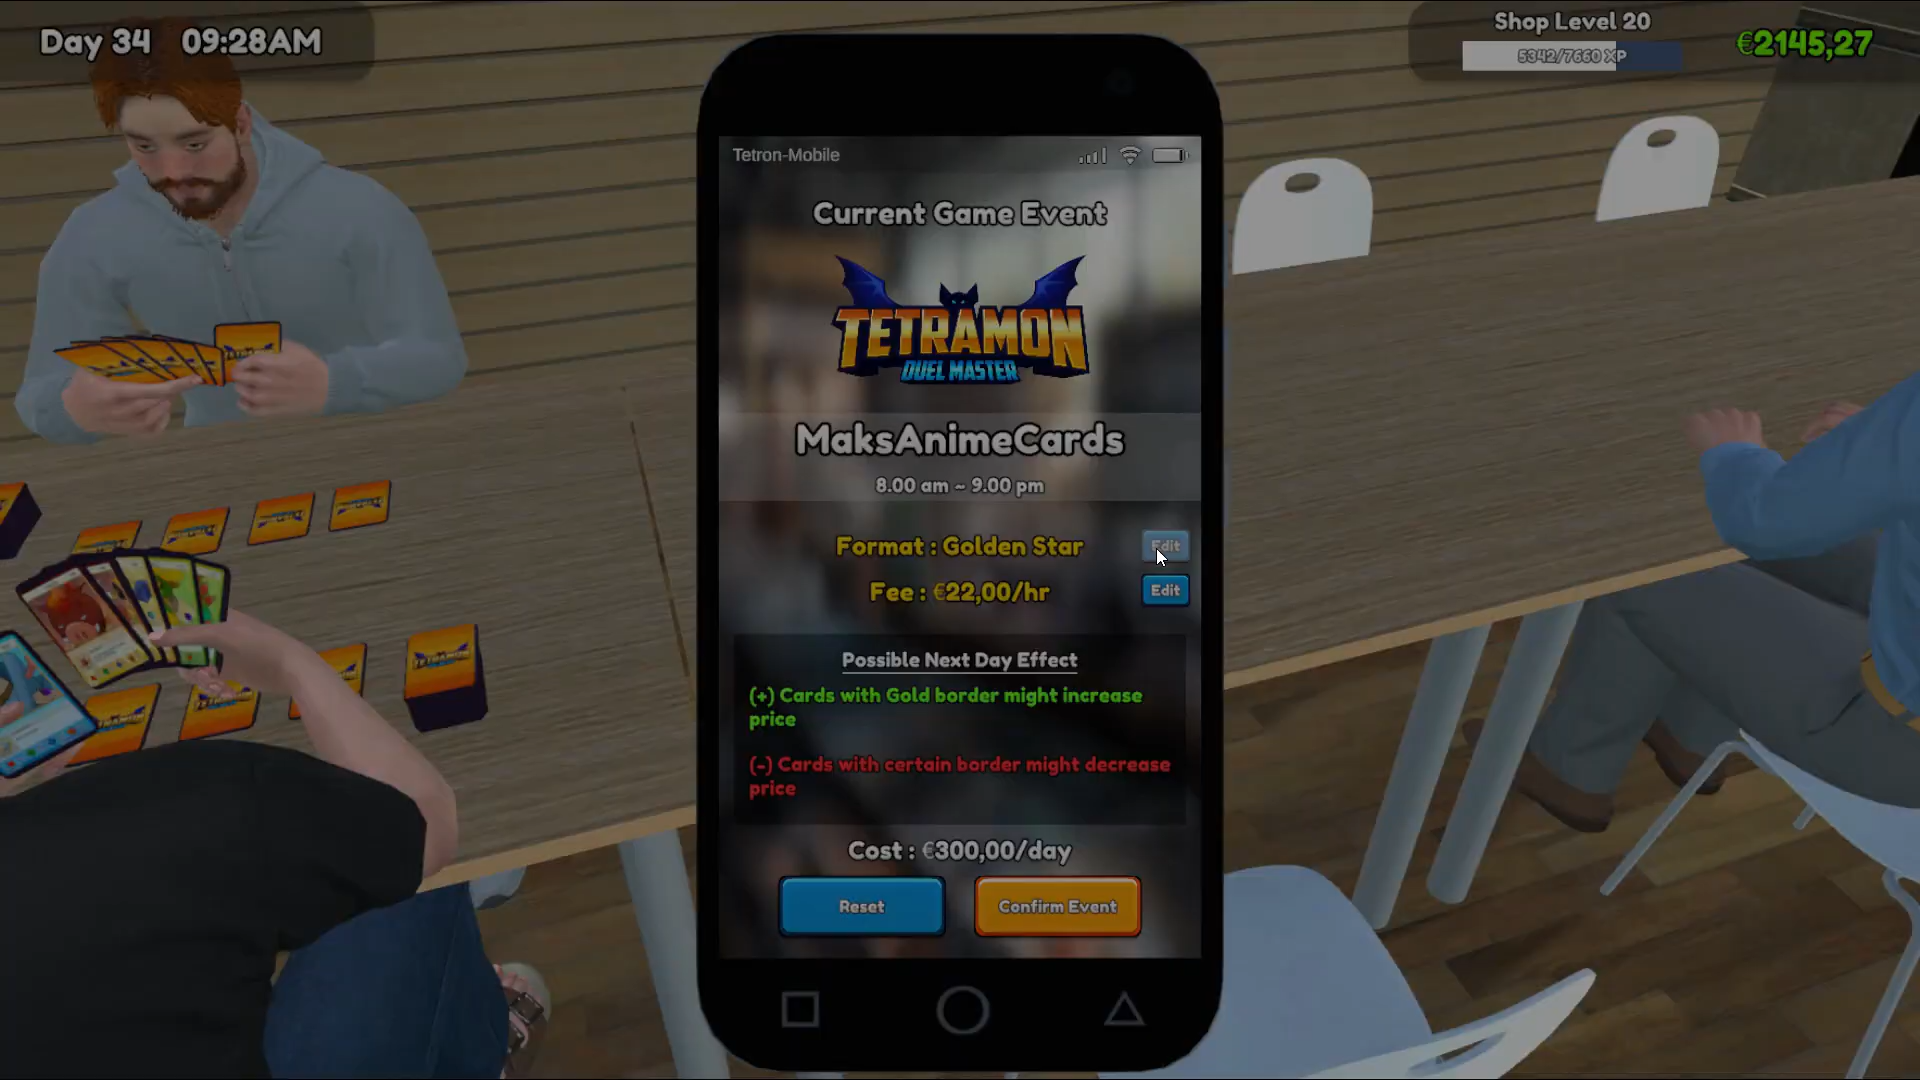 Day 34 09:28AM
Shop Level 20
5342/7660 XP
€2145,27
Tetron-Mobile
Current Game Event
TETRAMON
DUEL MASTER
MaksAnimeCards
8.00 am ~ 9.00 pm
Format : Golden Star
Edit
Fee : €22,00/hr
Edit
Possible Next Day Effect
(+) Cards with Gold border might increase
price
(-) Cards with certain border might decrease
price
Cost : €300,00/day
Reset
Confirm Event
TETRAMON